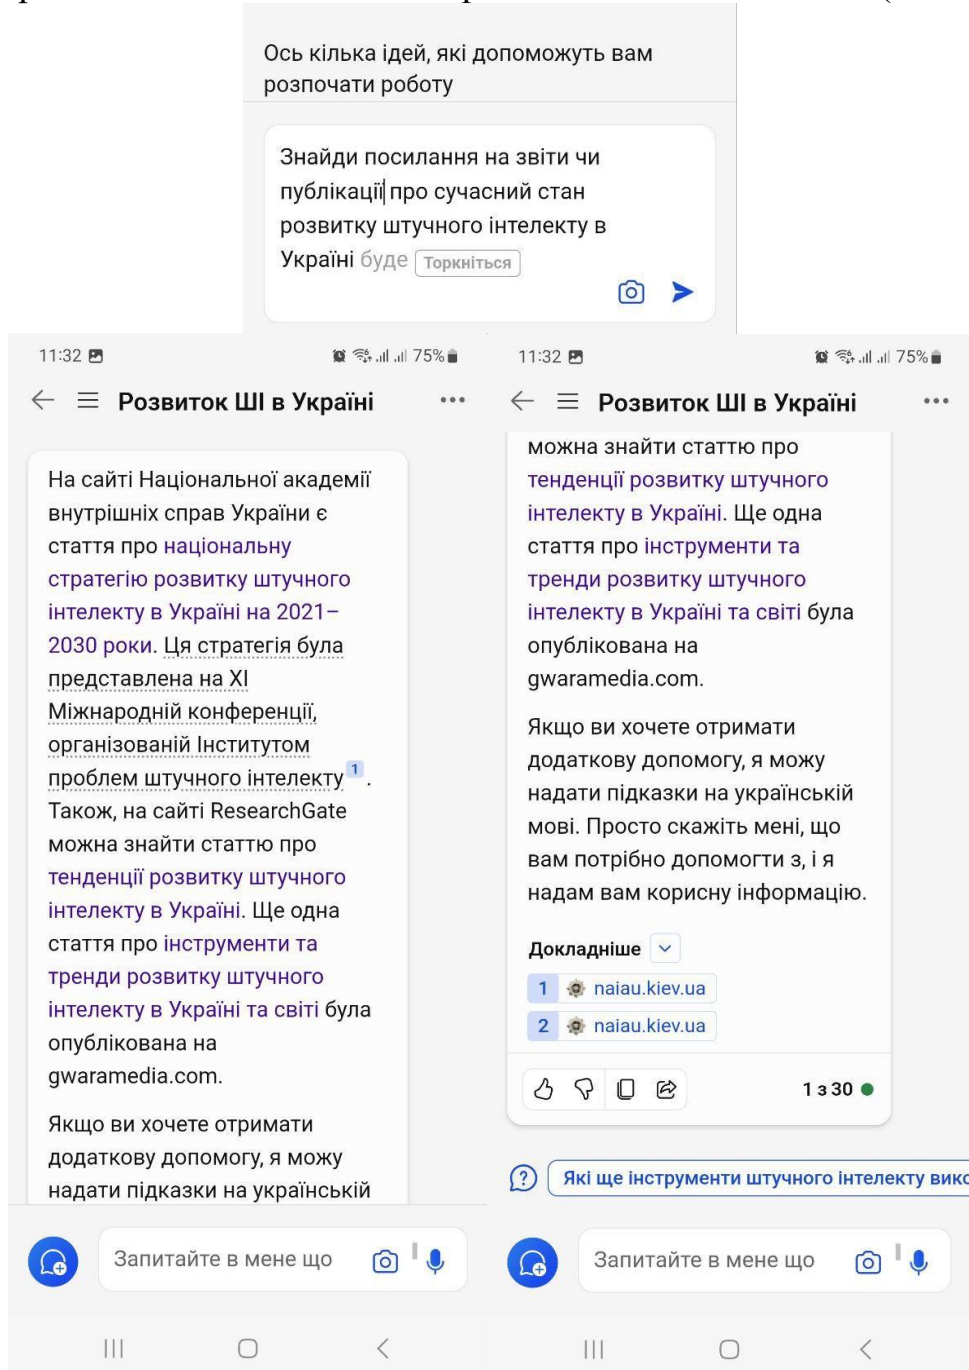 Ось кілька ідей, які допоможуть вам
розпочати роботу
Знайди посилання на звіти чи
публікації про сучасний стан
розвитку штучного інтелекту в
Україні буде Торкніться
11:32 75%
Розвиток ШІ в Україні
На сайті Національної академії
внутрішніх справ України є
стаття про національну
стратегію розвитку штучного
інтелекту в Україні на 2021–
2030 роки. Ця стратегія була
представлена на XI
Міжнародній конференції,
організованій Інститутом
проблем штучного інтелекту 1 .
Також, на сайті ResearchGate
можна знайти статтю про
тенденції розвитку штучного
інтелекту в Україні. Ще одна
стаття про інструменти та
тренди розвитку штучного
інтелекту в Україні та світі була
опублікована на
gwaramedia.com.
Якщо ви хочете отримати
додаткову допомогу, я можу
надати підказки на українській
Запитайте в мене що
11:32 75%
Розвиток ШІ в Україні
можна знайти статтю про
тенденції розвитку штучного
інтелекту в Україні. Ще одна
стаття про інструменти та
тренди розвитку штучного
інтелекту в Україні та світі була
опублікована на
gwaramedia.com.
Якщо ви хочете отримати
додаткову допомогу, я можу
надати підказки на українській
мові. Просто скажіть мені, що
вам потрібно допомогти з, і я
надам вам корисну інформацію.
Докладніше
1 naiau.kiev.ua
2 naiau.kiev.ua
1 з 30
Які ще інструменти штучного інтелекту вико
Запитайте в мене що